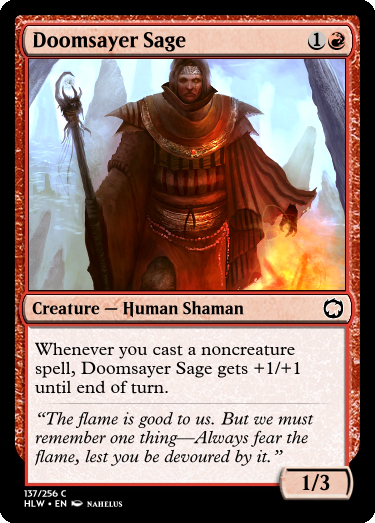 Doomsayer Sage 1
Creature — Human Shaman
Whenever you cast a noncreature
spell, Doomsayer Sage gets +1/+1
until end of turn.
“The flame is good to us. But we must
remember one thing—Always fear the
flame, lest you be devoured by it.”
1/3
137/256 C
HLW • EN NAHELUS